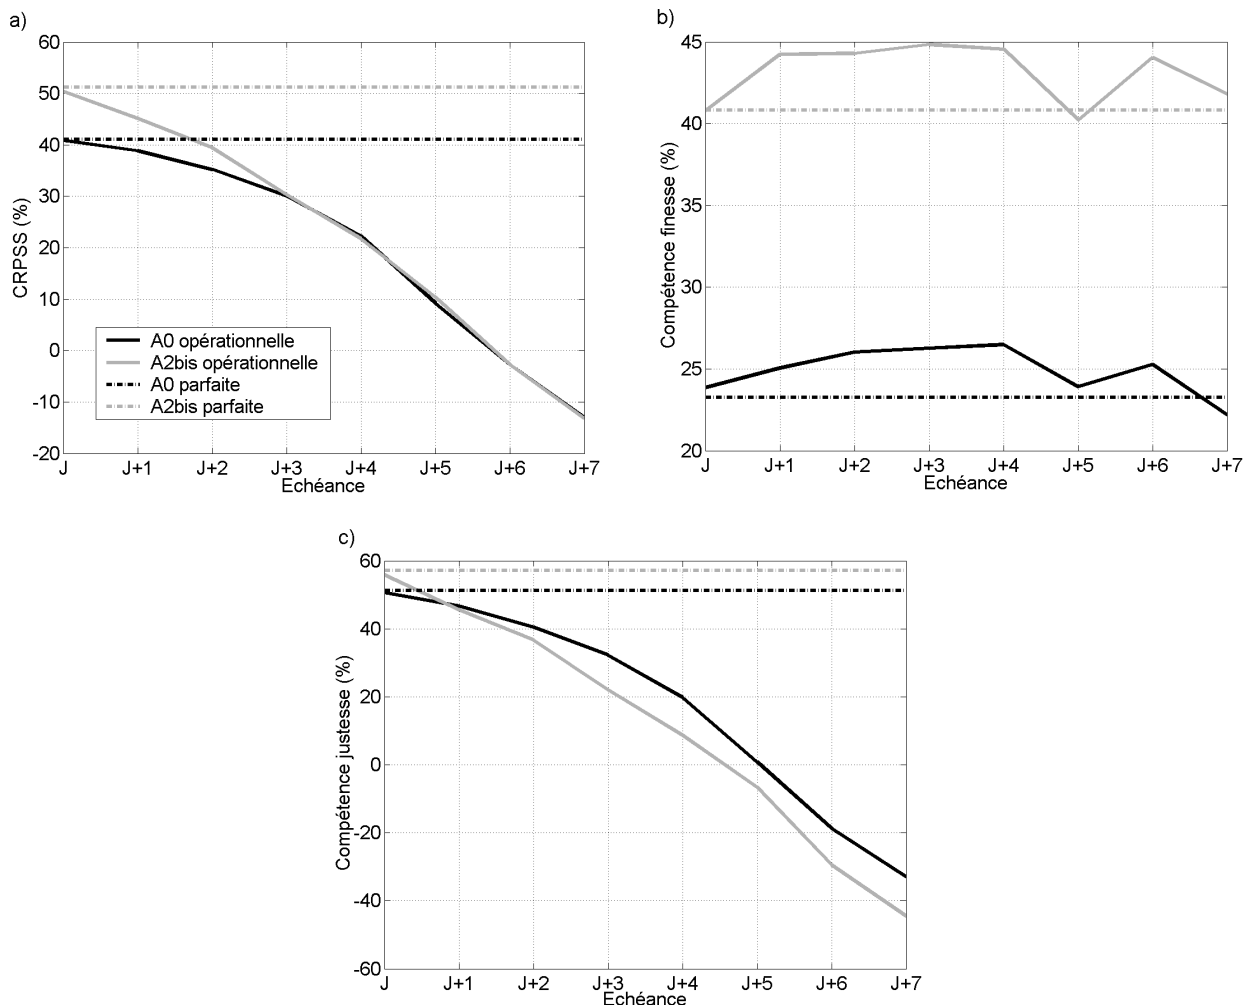 a)
CRPSS (%)
60
50
40
30
20
10
0
-10
-20
J
J+1
J+2
J+3
J+4
J+5
J+6
J+7
Echéance
A0 opérationnelle
A2bis opérationnelle
A0 parfaite
A2bis parfaite
b)
Compétence finesse (%)
45
40
35
30
25
20
J
J+1
J+2
J+3
J+4
J+5
J+6
J+7
Echéance
c)
Compétence justesse (%)
60
40
20
0
-20
-40
-60
J
J+1
J+2
J+3
J+4
J+5
J+6
J+7
Echéance